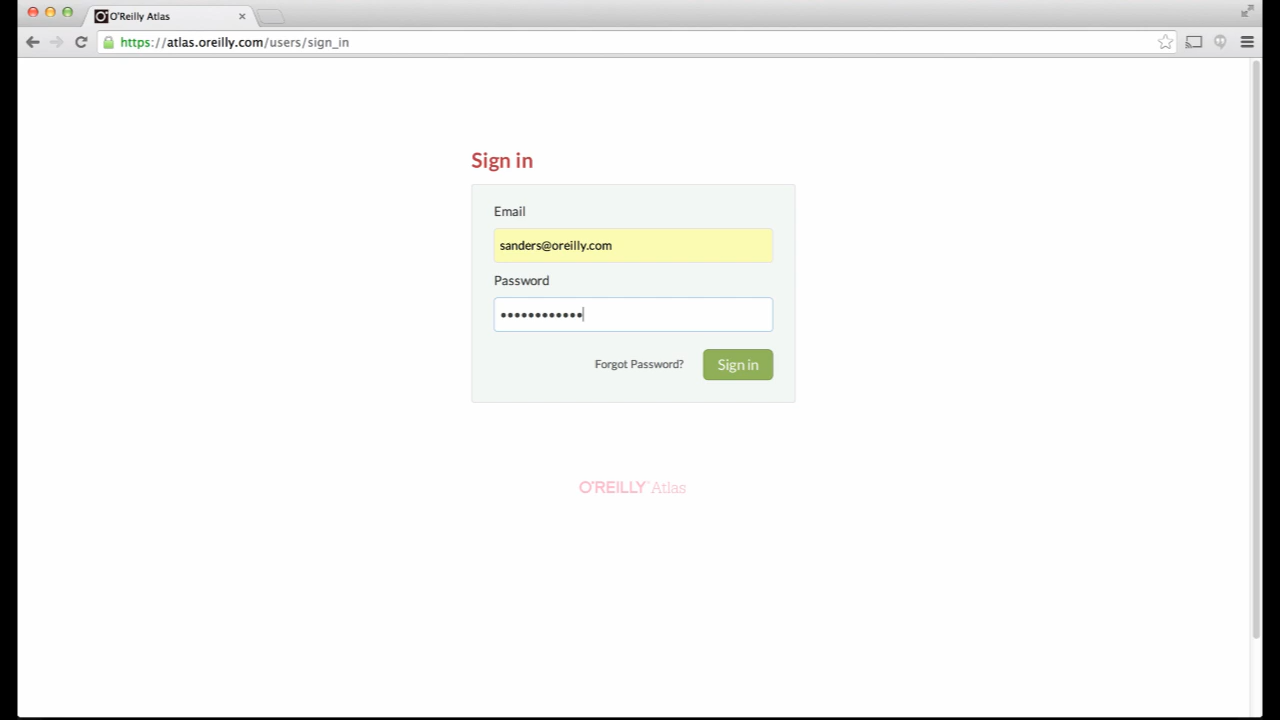 O'Reilly Atlas
https://atlas.oreilly.com/users/sign_in
Sign in
Email
sanders@oreilly.com
Password
••••••••••••
Forgot Password?
Sign in
O'REILLY Atlas